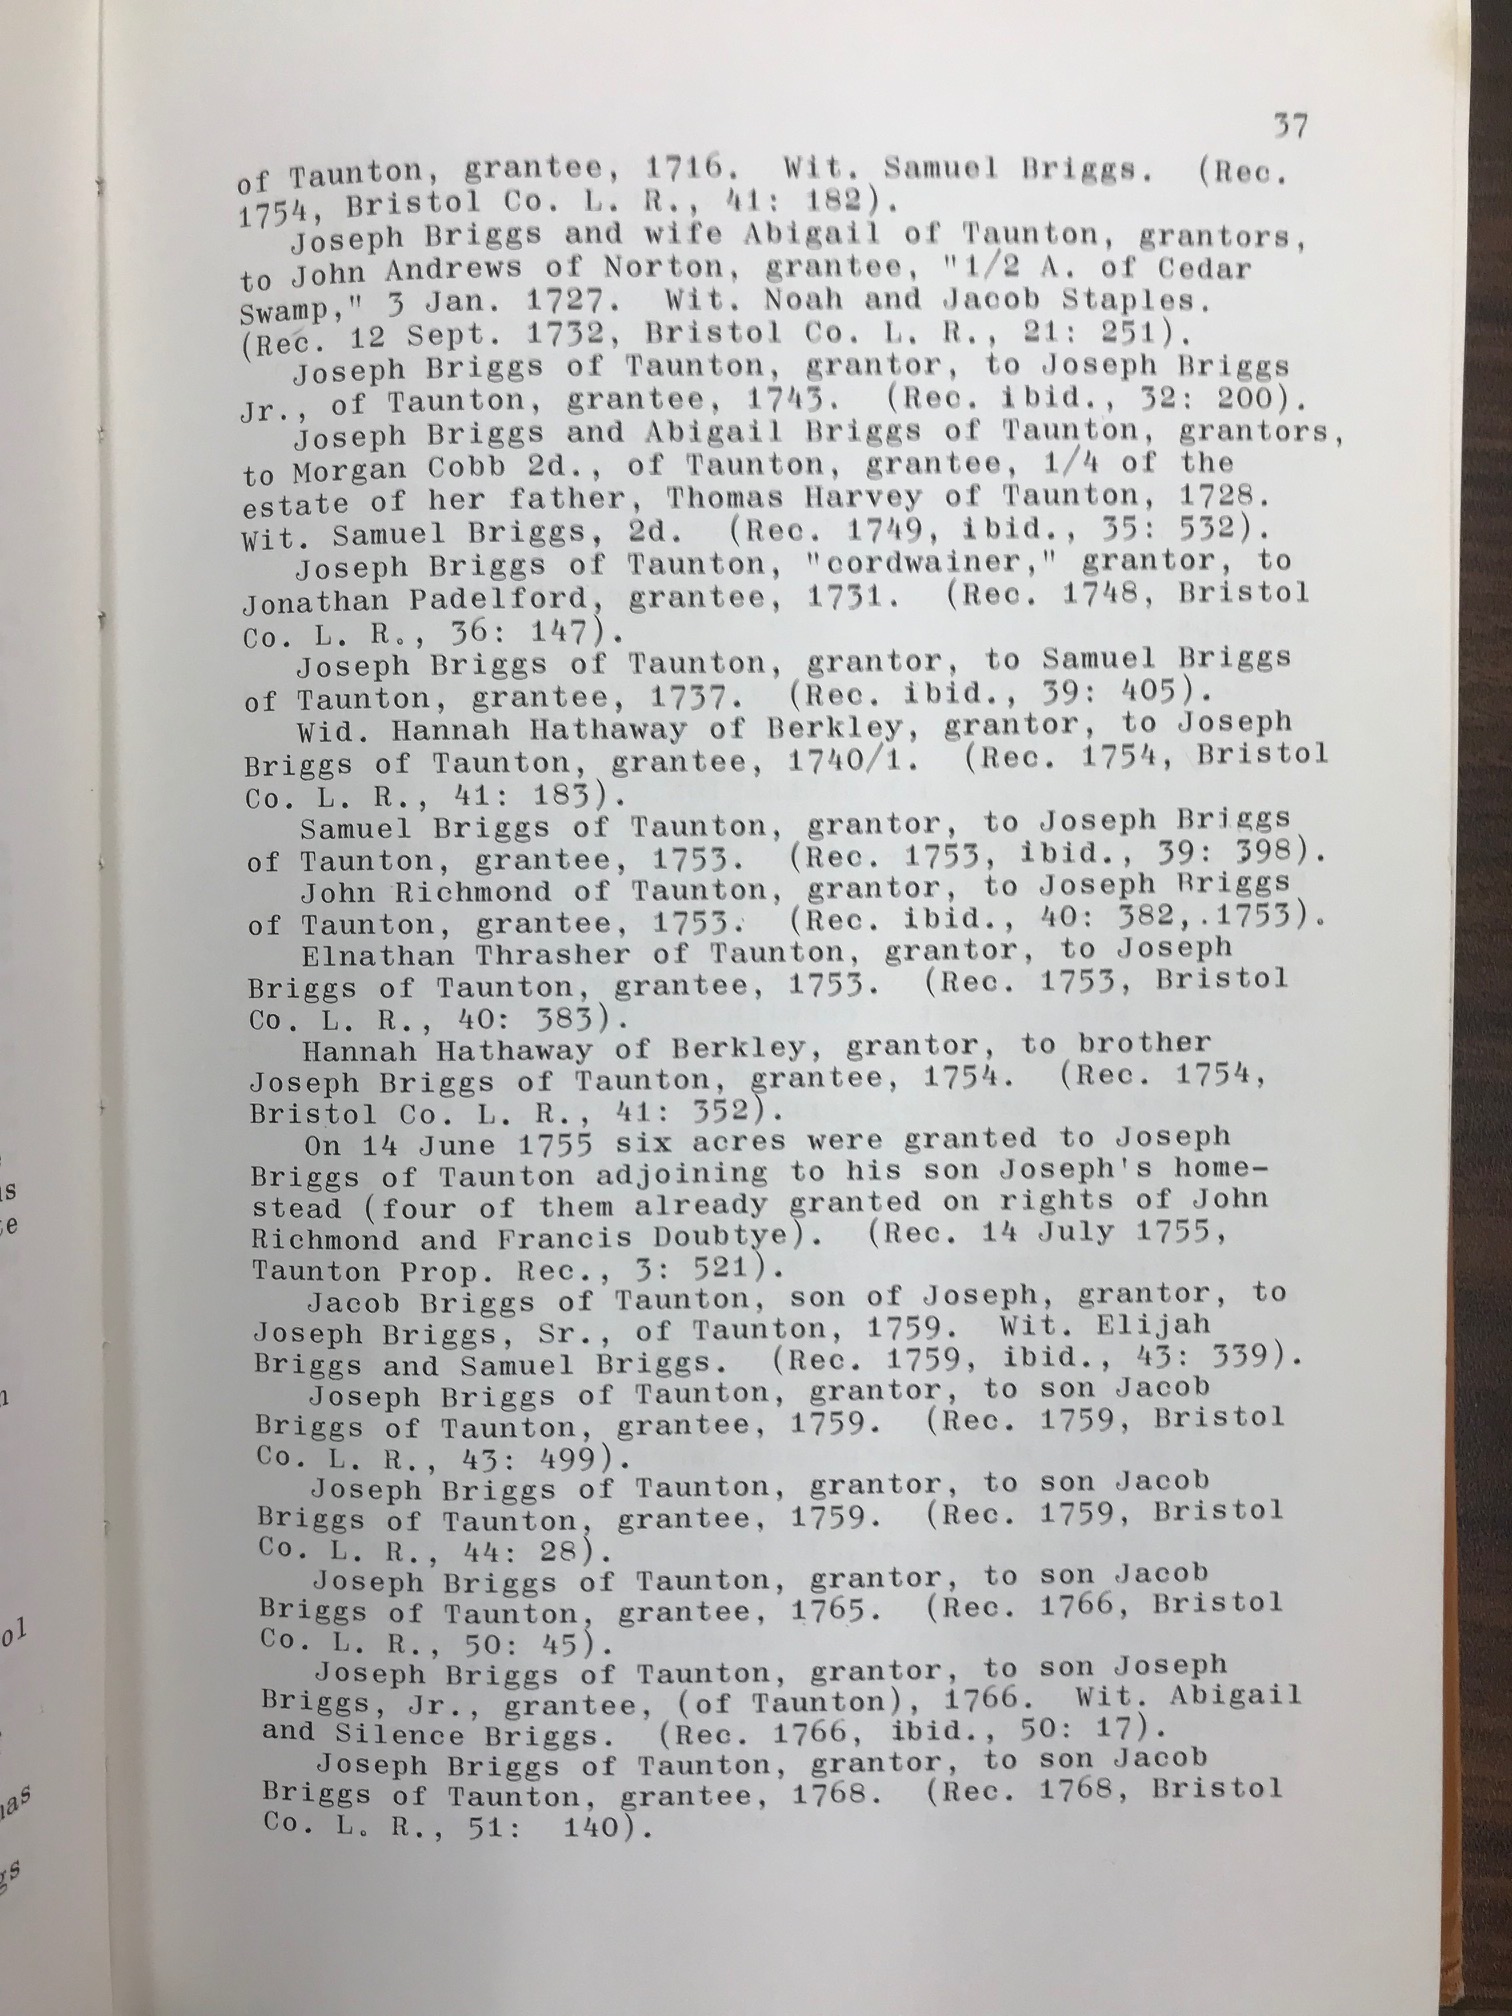 37
of Taunton, grantee, 1716. Wit. Samuel Briggs. (Rec.
1754, Bristol Co. L. R., 41: 182).
Joseph Briggs and wife Abigail of Taunton, grantors,
to John Andrews of Norton, grantee, "1/2 A. of Cedar
Swamp," 3 Jan. 1727. Wit. Noah and Jacob Staples.
(Rec. 12 Sept. 1732, Bristol Co. L. R., 21: 251).
Joseph Briggs of Taunton, grantor, to Joseph Briggs
Jr., of Taunton, grantee, 1743. (Rec. ibid., 32: 200).
Joseph Briggs and Abigail Briggs of Taunton, grantors,
to Morgan Cobb 2d., of Taunton, grantee, 1/4 of the
estate of her father, Thomas Harvey of Taunton, 1728.
Wit. Samuel Briggs, 2d. (Rec. 1749, ibid., 35: 532).
Joseph Briggs of Taunton, "cordwainer," grantor, to
Jonathan Padelford, grantee, 1731. (Rec. 1748, Bristol
Co. L. R., 36: 147).
Joseph Briggs of Taunton, grantor, to Samuel Briggs
of Taunton, grantee, 1737. (Rec. ibid., 39: 405).
Wid. Hannah Hathaway of Berkley, grantor, to Joseph
Briggs of Taunton, grantee, 1740/1. (Rec. 1754, Bristol
Co. L. R., 41: 183).
Samuel Briggs of Taunton, grantor, to Joseph Briggs
of Taunton, grantee, 1753. (Rec. 1753, ibid., 39: 398).
John Richmond of Taunton, grantor, to Joseph Briggs
of Taunton, grantee, 1753. (Rec. ibid., 40: 382,.1753).
Elnathan Thrasher of Taunton, grantor, to Joseph
Briggs of Taunton, grantee, 1753. (Rec. 1753, Bristol
Co. L. R., 40: 383).
Hannah Hathaway of Berkley, grantor, to brother
Joseph Briggs of Taunton, grantee, 1754. (Rec. 1754,
Bristol Co. L. R., 41: 352).
On 14 June 1755 six acres were granted to Joseph
Briggs of Taunton adjoining to his son Joseph's home-
stead (four of them already granted on rights of John
Richmond and Francis Doubtye). (Rec. 14 July 1755,
Taunton Prop. Rec., 3: 521).
Jacob Briggs of Taunton, son of Joseph, grantor, to
Joseph Briggs, Sr., of Taunton, 1759. Wit. Elijah
Briggs and Samuel Briggs. (Rec. 1759, ibid., 43: 339).
Joseph Briggs of Taunton, grantor, to son Jacob
Briggs of Taunton, grantee, 1759. (Rec. 1759, Bristol
Co. L. R., 43: 499).
Joseph Briggs of Taunton, grantor, to son Jacob
Briggs of Taunton, grantee, 1759. (Rec. 1759, Bristol
Co. L. R., 44: 28).
Joseph Briggs of Taunton, grantor, to son Jacob
Briggs of Taunton, grantee, 1765. (Rec. 1766, Bristol
Co. L. R., 50: 45).
Joseph Briggs of Taunton, grantor, to son Joseph
Briggs, Jr., grantee, (of Taunton), 1766. Wit. Abigail
and Silence Briggs. (Rec. 1766, ibid., 50: 17).
Joseph Briggs of Taunton, grantor, to son Jacob
Briggs of Taunton, grantee, 1768. (Rec. 1768, Bristol
Co. L. R., 51: 140).